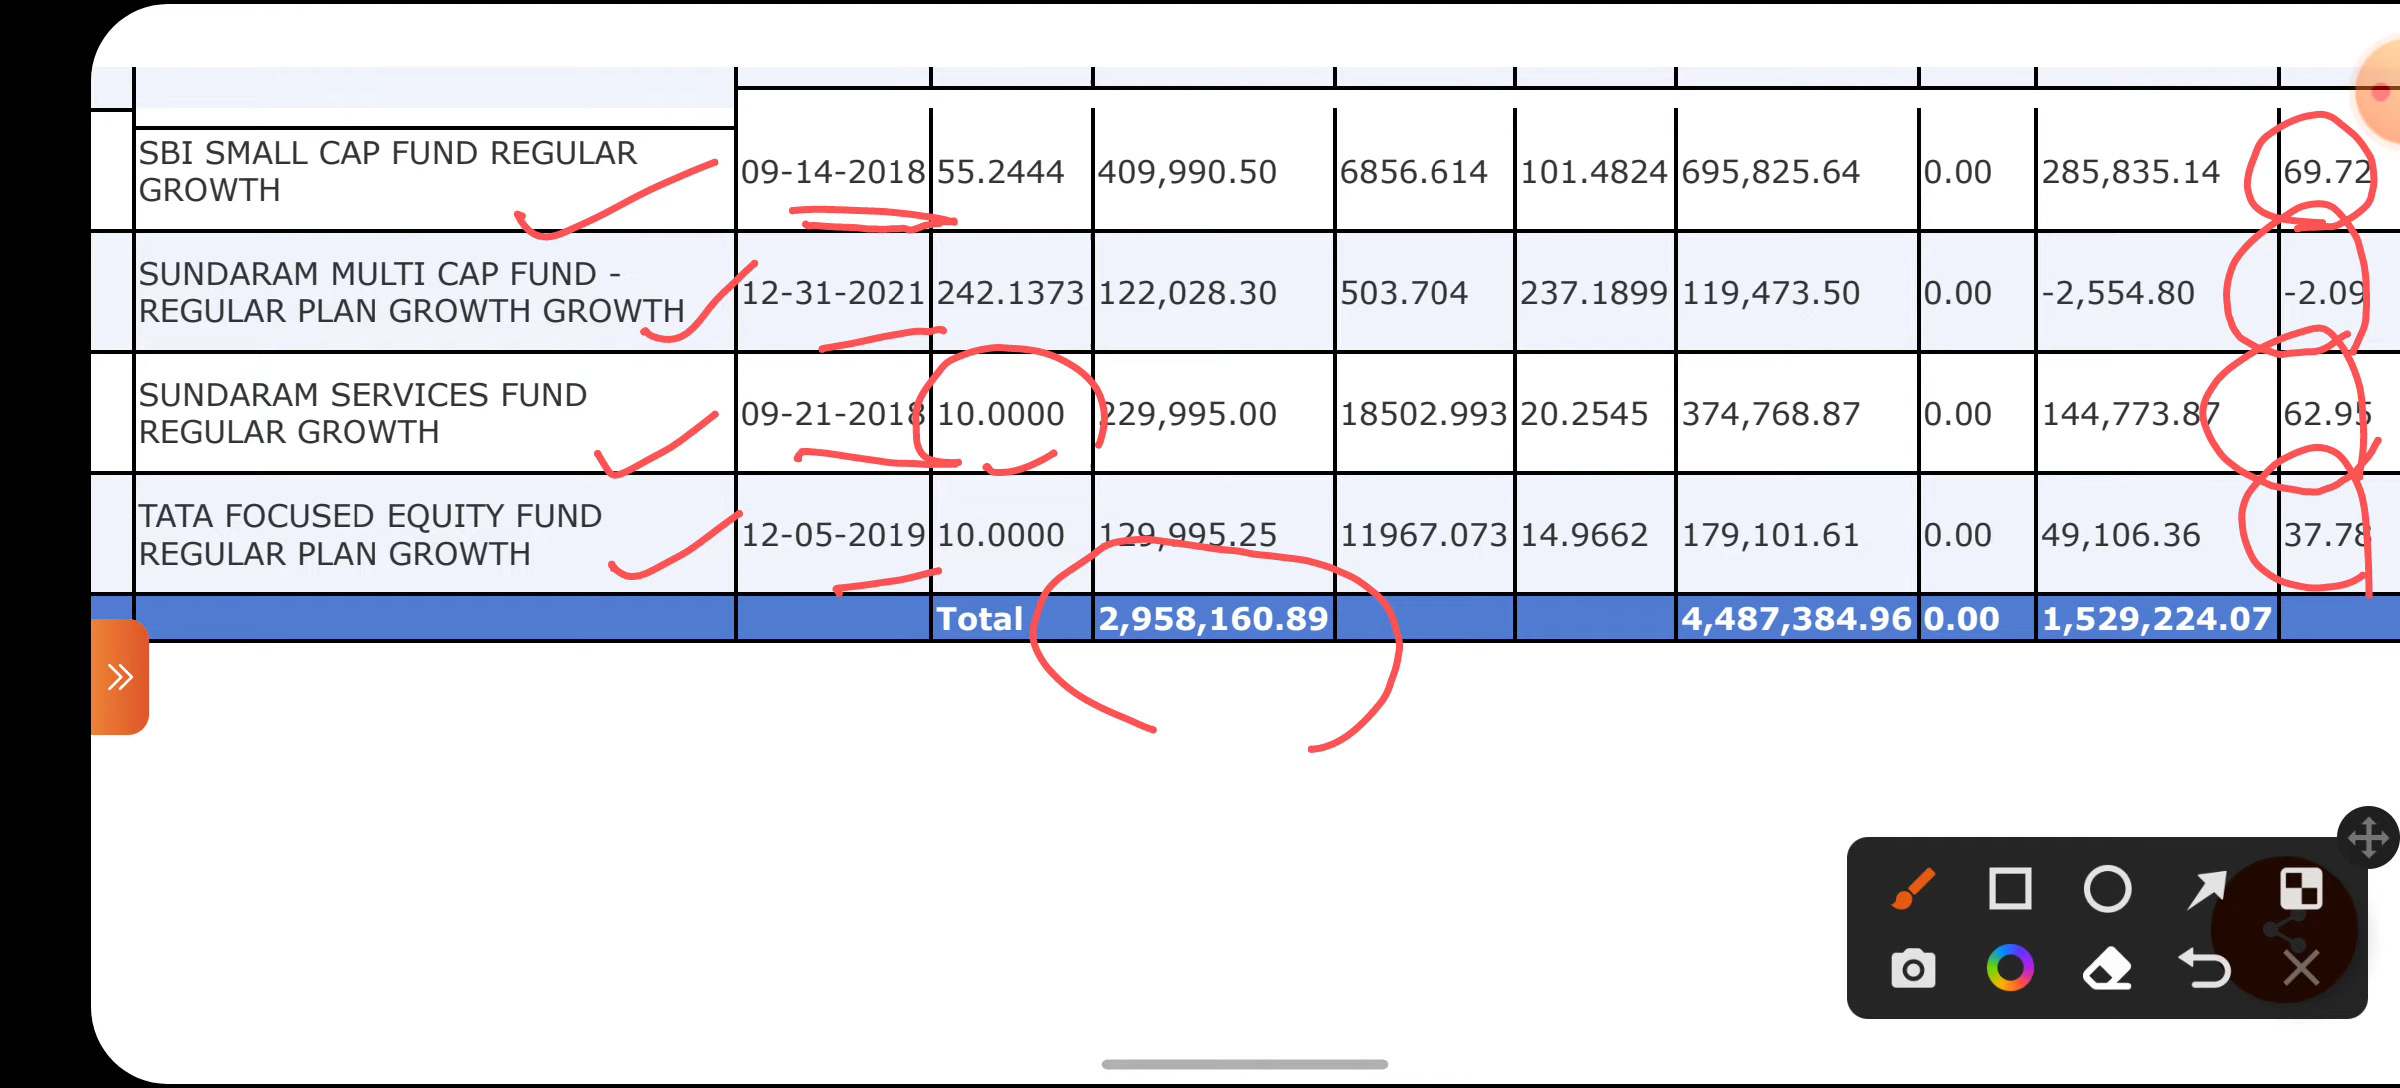 SBI SMALL CAP FUND REGULAR
GROWTH
09-14-2018 55.2444 409,990.50 6856.614 101.4824 695,825.64 0.00 285,835.14 69.72
SUNDARAM MULTI CAP FUND -
REGULAR PLAN GROWTH GROWTH
12-31-2021 242.1373 122,028.30 503.704 237.1899 119,473.50 0.00 -2,554.80 -2.09
SUNDARAM SERVICES FUND
REGULAR GROWTH
09-21-2018 10.0000 229,995.00 18502.993 20.2545 374,768.87 0.00 144,773.87 62.95
TATA FOCUSED EQUITY FUND
REGULAR PLAN GROWTH
12-05-2019 10.0000 129,995.25 11967.073 14.9662 179,101.61 0.00 49,106.36 37.78
Total 2,958,160.89 4,487,384.96 0.00 1,529,224.07